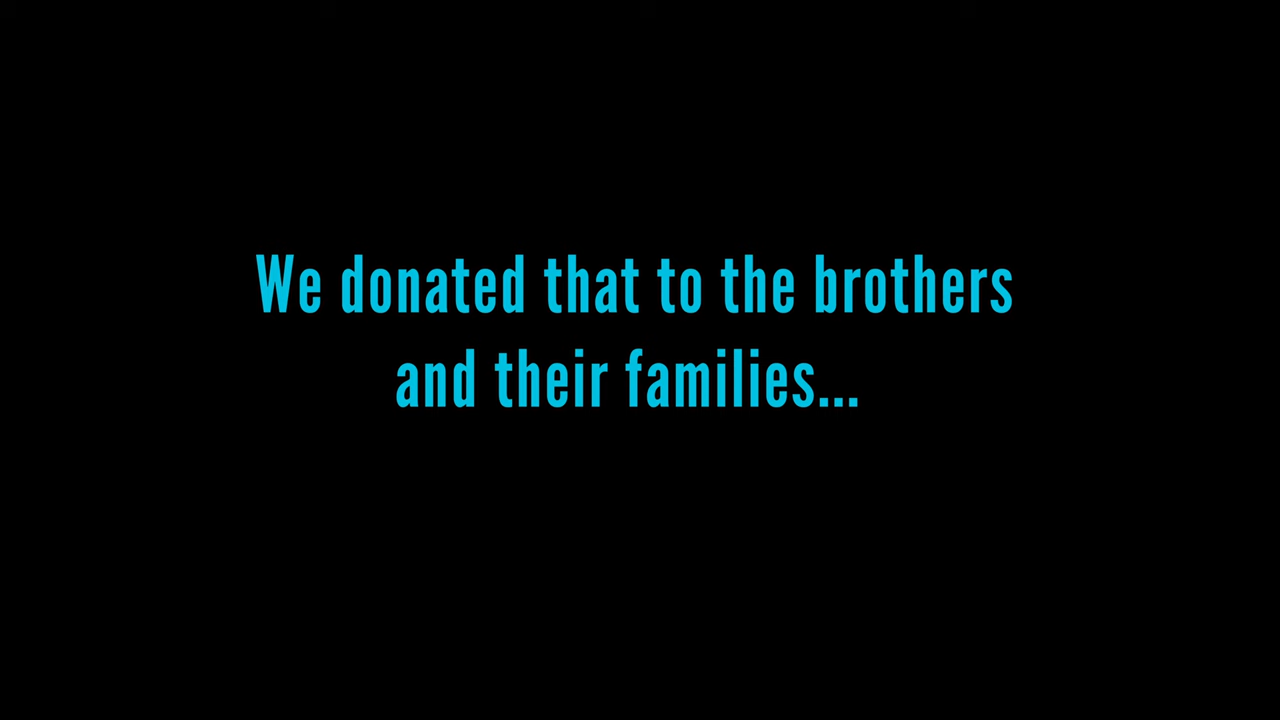 We donated that to the brothers
and their families...